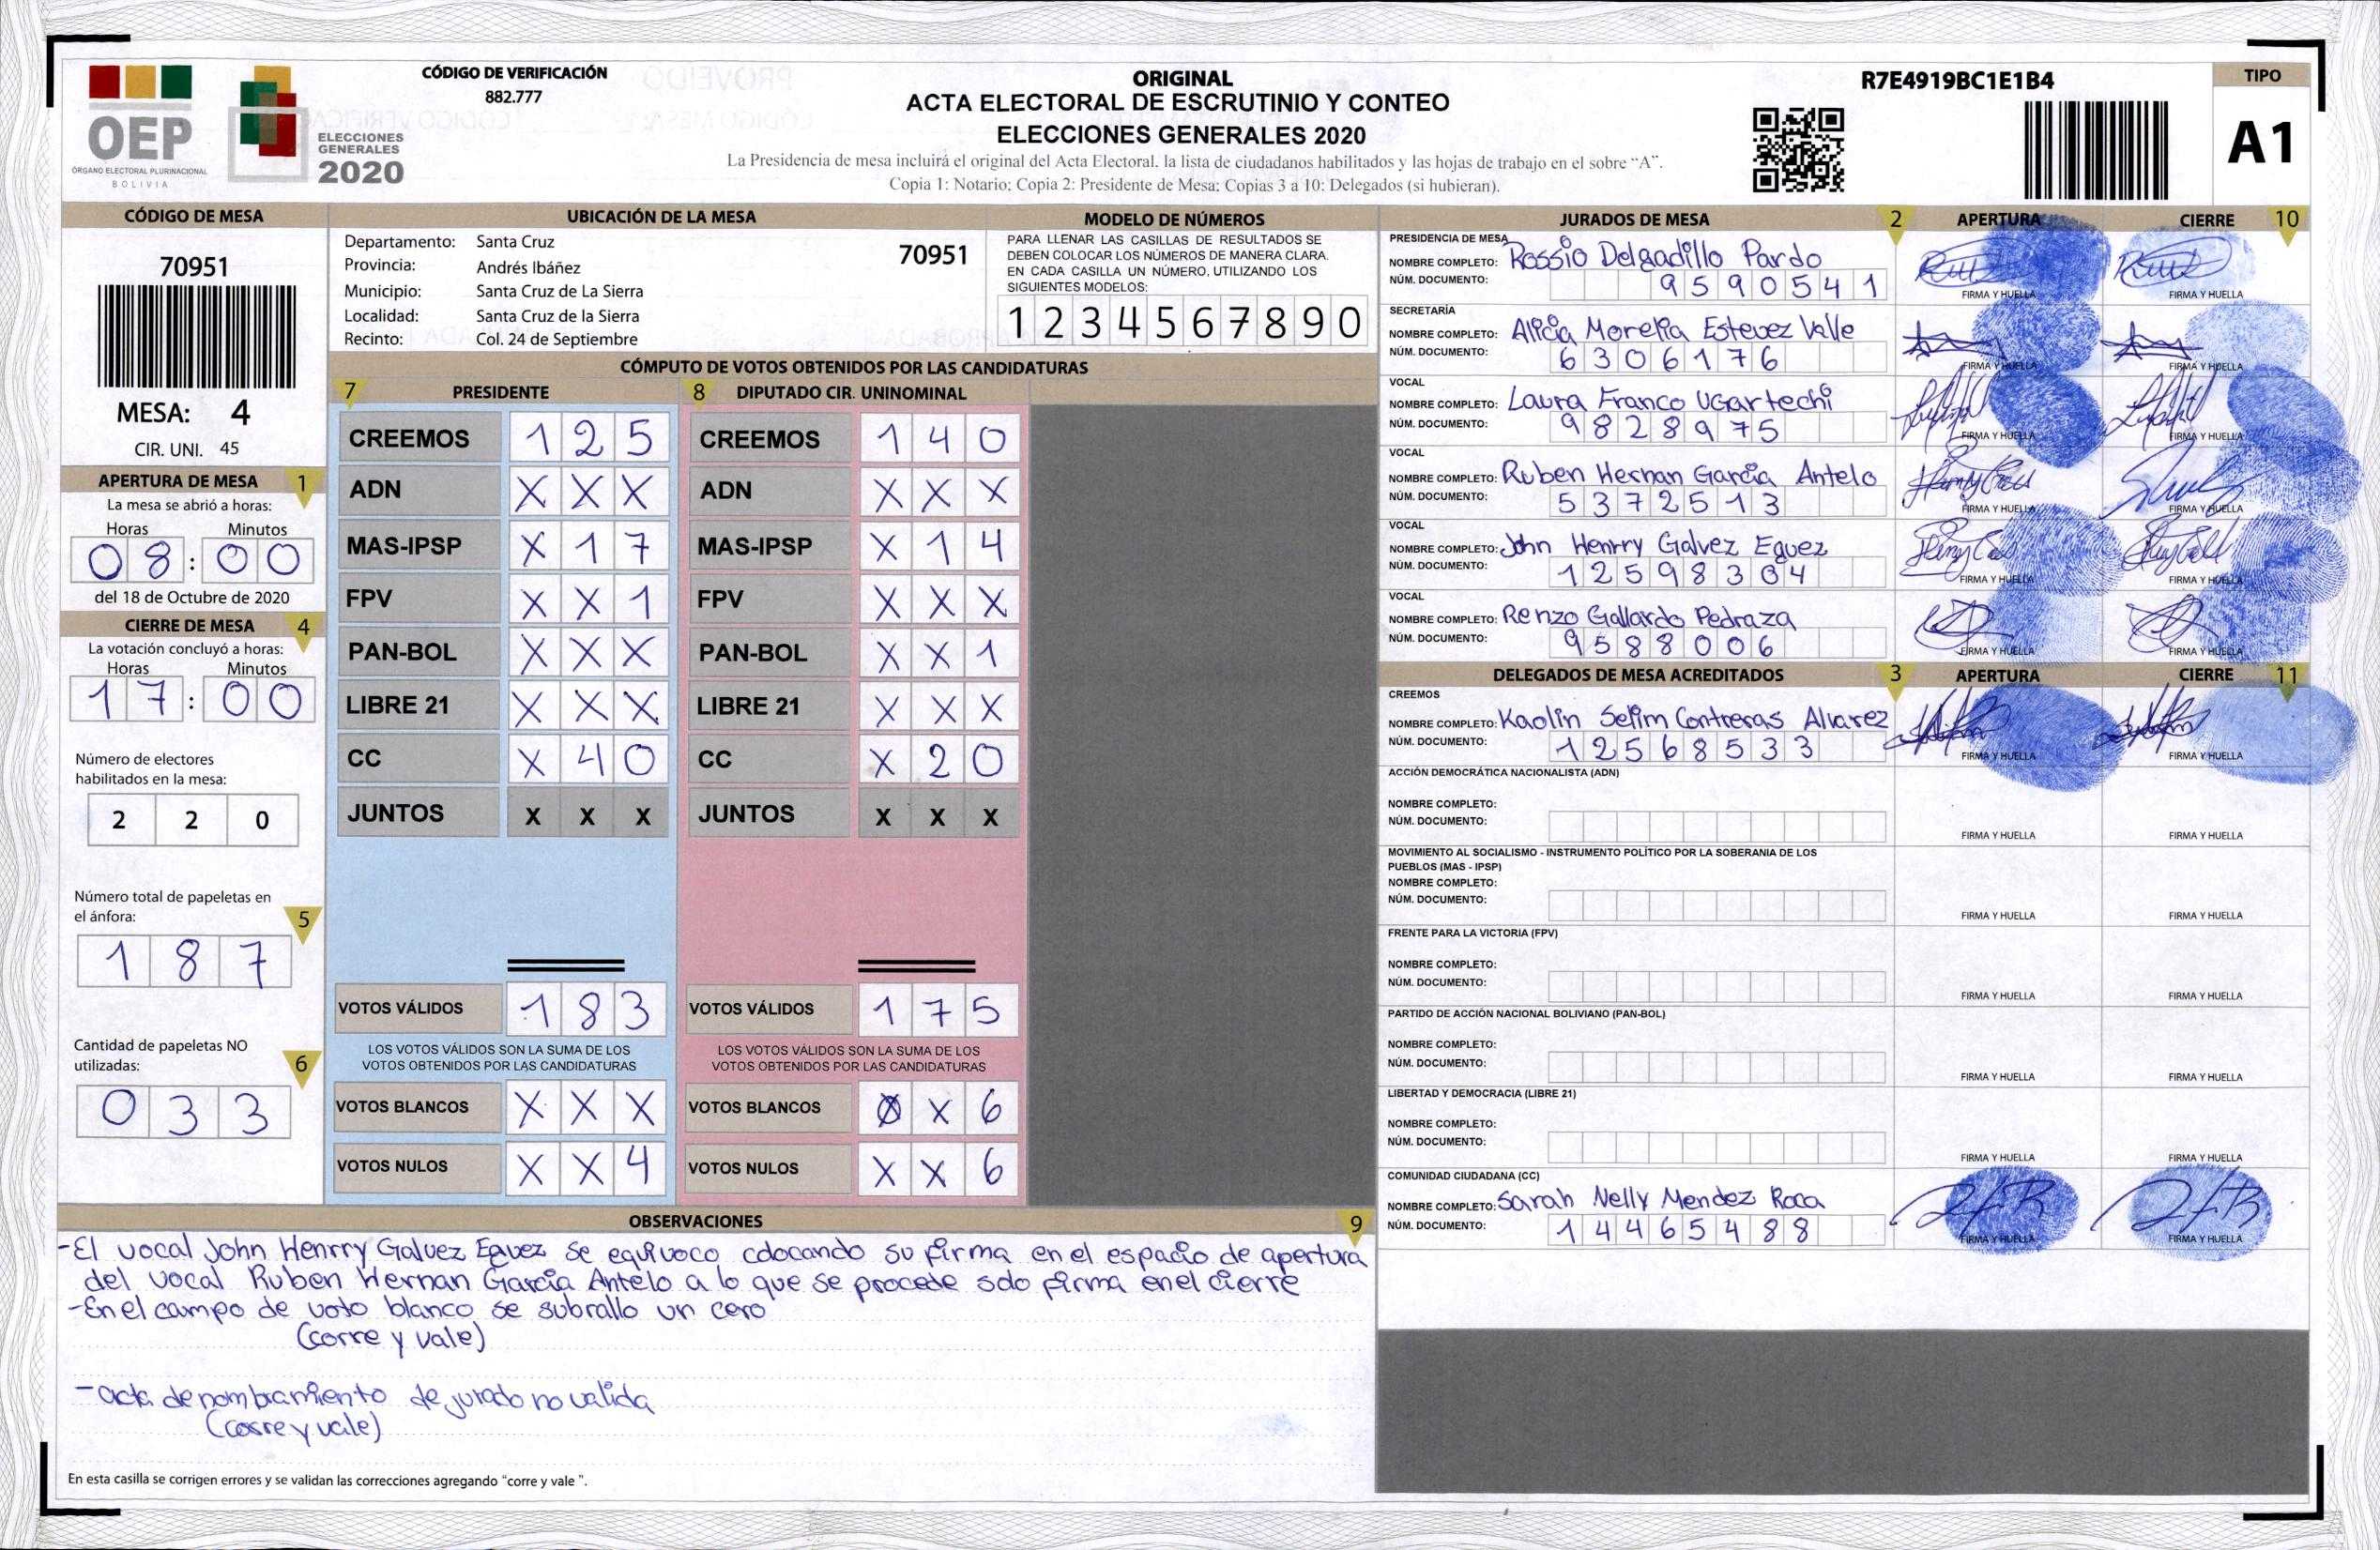 CÓDIGO DE VERIFICACIÓN
882.777
OEP
ÓRGANO ELECTORAL PLURINACIONAL
BOLIVIA
ELECCIONES
GENERALES
2020
ORIGINAL
ACTA ELECTORAL DE ESCRUTINIO Y CONTEO
ELECCIONES GENERALES 2020
La Presidencia de mesa incluirá el original del Acta Electoral. la lista de ciudadanos habilitados y las hojas de trabajo en el sobre “A”.
Copia 1: Notario; Copia 2: Presidente de Mesa; Copias 3 a 10: Delegados (si hubieran).
R7E4919BC1E1B4
TIPO
A1
CÓDIGO DE MESA
70951
MESA: 4
CIR. UNI. 45
APERTURA DE MESA 1
La mesa se abrió a horas:
Horas Minutos
08:00
del 18 de Octubre de 2020
CIERRE DE MESA 4
La votación concluyó a horas:
Horas Minutos
17:00
Número de electores
habilitados en la mesa:
2 2 0
Número total de papeletas en
el ánfora: 5
1 8 7
Cantidad de papeletas NO
utilizadas: 6
0 3 3
UBICACIÓN DE LA MESA
Departamento: Santa Cruz 70951
Provincia: Andrés Ibáñez
Municipio: Santa Cruz de La Sierra
Localidad: Santa Cruz de la Sierra
Recinto: Col. 24 de Septiembre
MODELO DE NÚMEROS
PARA LLENAR LAS CASILLAS DE RESULTADOS SE
DEBEN COLOCAR LOS NÚMEROS DE MANERA CLARA.
EN CADA CASILLA UN NÚMERO, UTILIZANDO LOS
SIGUIENTES MODELOS:
1 2 3 4 5 6 7 8 9 0
CÓMPUTO DE VOTOS OBTENIDOS POR LAS CANDIDATURAS
7 PRESIDENTE
CREEMOS 1 2 5
ADN X X X
MAS-IPSP X 1 7
FPV X X 1
PAN-BOL X X X
LIBRE 21 X X X
CC X 4 0
JUNTOS X X X
VOTOS VÁLIDOS 1 8 3
LOS VOTOS VÁLIDOS SON LA SUMA DE LOS
VOTOS OBTENIDOS POR LAS CANDIDATURAS
VOTOS BLANCOS X X X
VOTOS NULOS X X 4
8 DIPUTADO CIR. UNINOMINAL
CREEMOS 1 4 0
ADN X X X
MAS-IPSP X 1 4
FPV X X X
PAN-BOL X X 1
LIBRE 21 X X X
CC X 2 0
JUNTOS X X X
VOTOS VÁLIDOS 1 7 5
LOS VOTOS VÁLIDOS SON LA SUMA DE LOS
VOTOS OBTENIDOS POR LAS CANDIDATURAS
VOTOS BLANCOS X X 6
VOTOS NULOS X X 6
OBSERVACIONES 9
-El vocal John Henrry Galvez Eguez se equivoco colocando su firma en el espacio de apertura
del vocal Ruben Hernan Garcia Antelo a lo que se procede solo firma en el cierre
-En el campo de voto blanco se subrallo un cero
(corre y vale)
-acta de nombramiento de jurado no valida
(corre y vale)
En esta casilla se corrigen errores y se validan las correcciones agregando “corre y vale ”.
JURADOS DE MESA 2 APERTURA CIERRE 10
PRESIDENCIA DE MESA
NOMBRE COMPLETO: Rossio Delgadillo Pardo
NÚM. DOCUMENTO: 9590541
FIRMA Y HUELLA FIRMA Y HUELLA
SECRETARÍA
NOMBRE COMPLETO: Alicia Morelia Estevez Valle
NÚM. DOCUMENTO: 6306176
FIRMA Y HUELLA FIRMA Y HUELLA
VOCAL
NOMBRE COMPLETO: Laura Franco Ugartechi
NÚM. DOCUMENTO: 9828975
FIRMA Y HUELLA FIRMA Y HUELLA
VOCAL
NOMBRE COMPLETO: Ruben Hernan Garcia Antelo
NÚM. DOCUMENTO: 5372513
FIRMA Y HUELLA FIRMA Y HUELLA
VOCAL
NOMBRE COMPLETO: John Henrry Galvez Eguez
NÚM. DOCUMENTO: 12598304
FIRMA Y HUELLA FIRMA Y HUELLA
VOCAL
NOMBRE COMPLETO: Renzo Gallardo Pedraza
NÚM. DOCUMENTO: 9588006
FIRMA Y HUELLA FIRMA Y HUELLA
DELEGADOS DE MESA ACREDITADOS 3 APERTURA CIERRE 11
CREEMOS
NOMBRE COMPLETO: Kaolin Selim Contreras Alvarez
NÚM. DOCUMENTO: 12568533
FIRMA Y HUELLA FIRMA Y HUELLA
ACCIÓN DEMOCRÁTICA NACIONALISTA (ADN)
NOMBRE COMPLETO:
NÚM. DOCUMENTO:
FIRMA Y HUELLA FIRMA Y HUELLA
MOVIMIENTO AL SOCIALISMO - INSTRUMENTO POLÍTICO POR LA SOBERANIA DE LOS
PUEBLOS (MAS - IPSP)
NOMBRE COMPLETO:
NÚM. DOCUMENTO:
FIRMA Y HUELLA FIRMA Y HUELLA
FRENTE PARA LA VICTORIA (FPV)
NOMBRE COMPLETO:
NÚM. DOCUMENTO:
FIRMA Y HUELLA FIRMA Y HUELLA
PARTIDO DE ACCIÓN NACIONAL BOLIVIANO (PAN-BOL)
NOMBRE COMPLETO:
NÚM. DOCUMENTO:
FIRMA Y HUELLA FIRMA Y HUELLA
LIBERTAD Y DEMOCRACIA (LIBRE 21)
NOMBRE COMPLETO:
NÚM. DOCUMENTO:
FIRMA Y HUELLA FIRMA Y HUELLA
COMUNIDAD CIUDADANA (CC)
NOMBRE COMPLETO: Sarah Nelly Mendez Roca
NÚM. DOCUMENTO: 14465488
FIRMA Y HUELLA FIRMA Y HUELLA